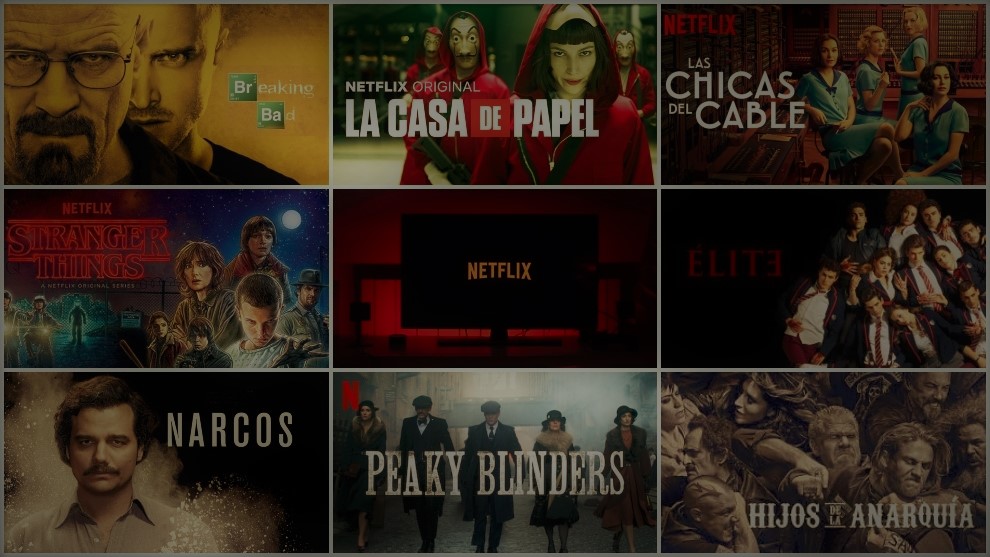 Breaking
Bad
NETFLIX ORIGINAL
LA CASA DE PAPEL
NETFLIX
LAS
CHICAS
DEL CABLE
NETFLIX
STRANGER
THINGS
A NETFLIX ORIGINAL SERIES
NETFLIX
ÉLITƎ
NARCOS
N
PEAKY BLINDERS
HIJOS DE LA ANARQUÍA